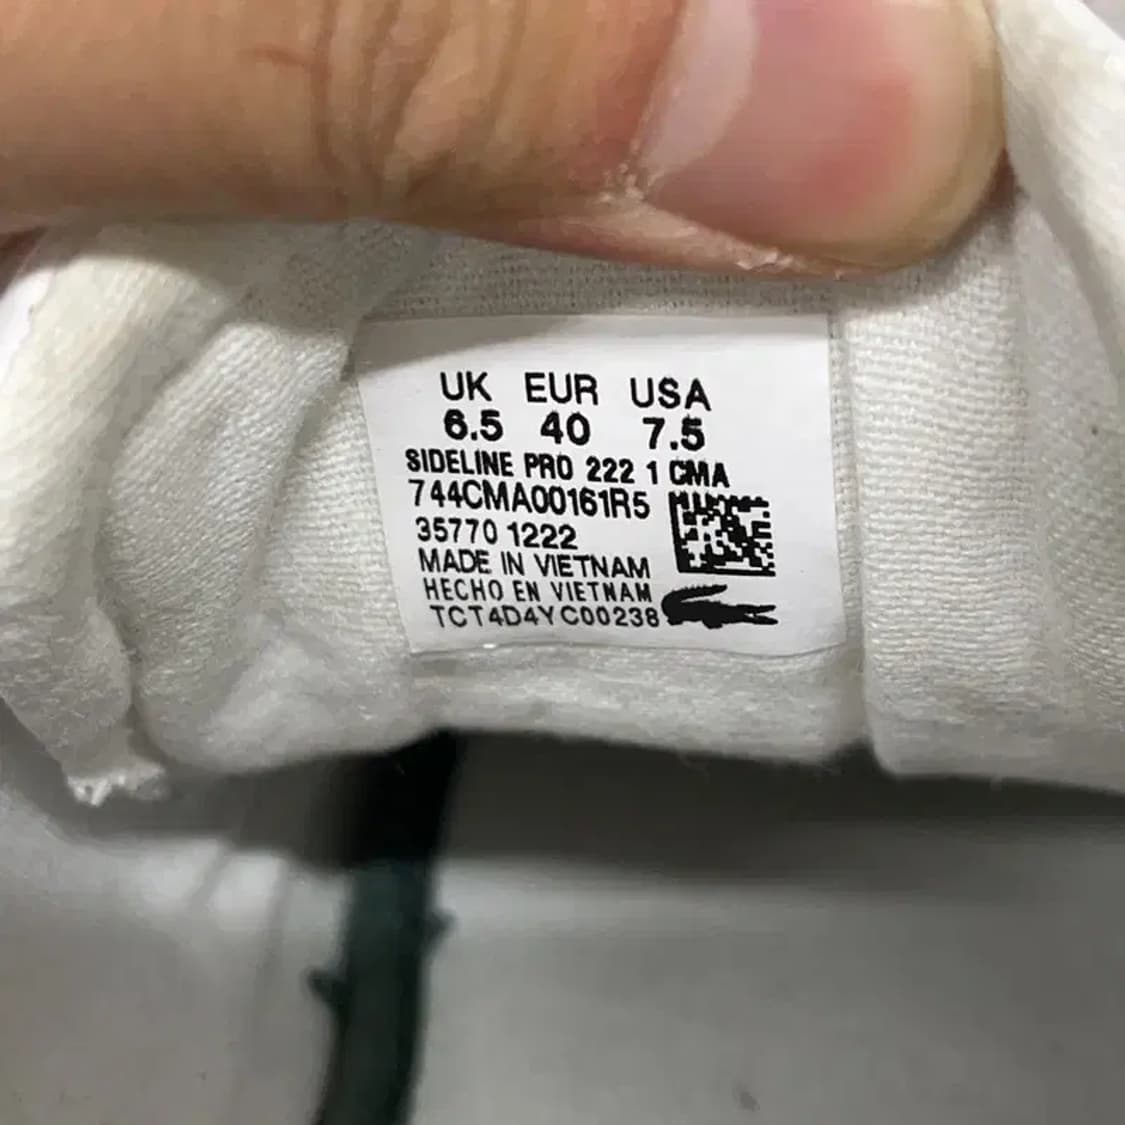 UK EUR USA
6.5 40 7.5
SIDELINE PRO 222 1 CMA
744CMA00161R5
35770 1222
MADE IN VIETNAM
HECHO EN VIETNAM
TCT4D4YC00238